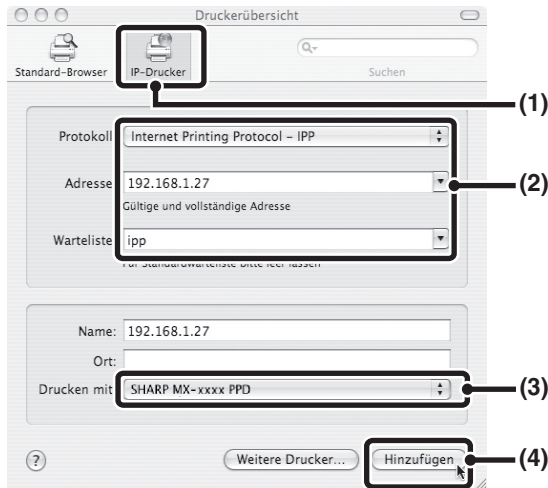 Druckerübersicht
Standard-Browser
IP-Drucker
Suchen
(1)
Protokoll
Internet Printing Protocol – IPP
Adresse
192.168.1.27
(2)
Gültige und vollständige Adresse
Warteliste
ipp
Für Standardwarteliste bitte leer lassen
Name:
192.168.1.27
Ort:
Drucken mit
SHARP MX-xxxx PPD
(3)
?
Weitere Drucker...
Hinzufügen
(4)